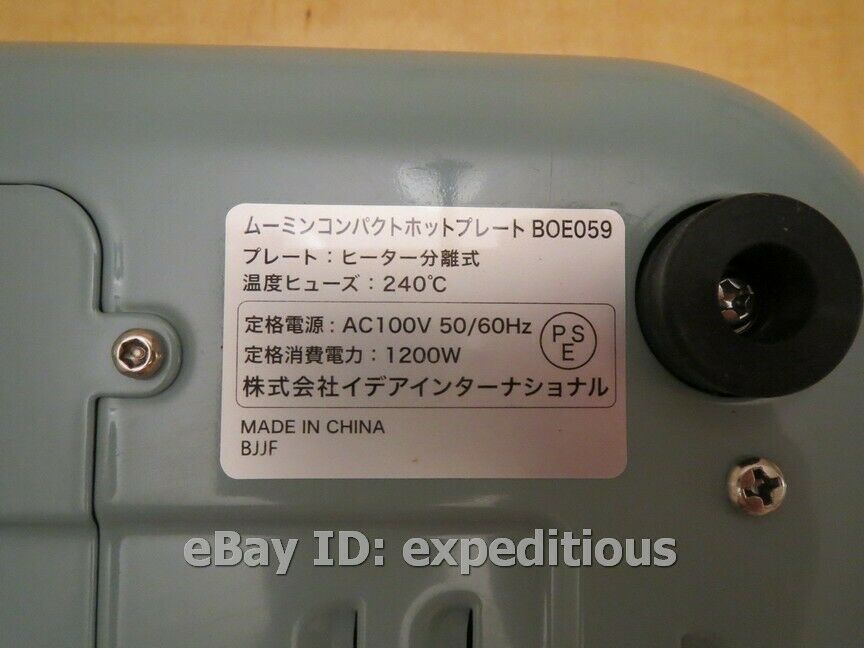 ムーミンコンパクトホットプレート BOE059
プレート：ヒーター分離式
温度ヒューズ：240℃
定格電源：AC100V 50/60Hz
定格消費電力：1200W
PSE
株式会社イデアインターナショナル
MADE IN CHINA
BJJF
eBay ID: expeditious